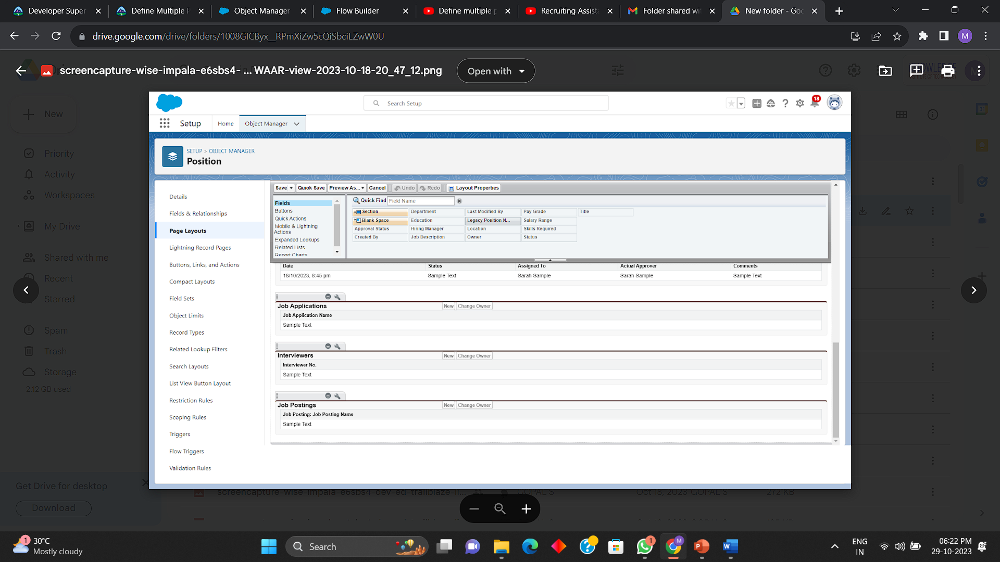 Developer Super
Define Multiple P
Object Manager
Flow Builder
Define multiple p
Recruiting Assist
Gmail Folder shared wi
New folder - Goo
drive.google.com/drive/folders/1008GICByx__RPmXiZw5cQiSbciLZwW0U
M
screencapture-wise-impala-e6sbs4- ... WAAR-view-2023-10-18-20_47_12.png
Open with
New
Priority
Activity
Workspaces
My Drive
Shared with me
Recent
Starred
Spam
Trash
Storage
2.12 GB used
Get Drive for desktop
Download
Search Setup
18
Setup
Home
Object Manager
SETUP > OBJECT MANAGER
Position
Details
Fields & Relationships
Page Layouts
Lightning Record Pages
Buttons, Links, and Actions
Compact Layouts
Field Sets
Object Limits
Record Types
Related Lookup Filters
Search Layouts
List View Button Layout
Restriction Rules
Scoping Rules
Triggers
Flow Triggers
Validation Rules
Save Quick Save Preview As... Cancel Undo Redo Layout Properties
Fields
Buttons
Quick Actions
Mobile & Lightning
Actions
Expanded Lookups
Related Lists
Report Charts
Quick Find Field Name
Section Department Last Modified By Pay Grade Title
Blank Space Education Legacy Position N... Salary Range
Approval Status Hiring Manager Location Skills Required
Created By Job Description Owner Status
Date Status Assigned To Actual Approver Comments
18/10/2023, 8:45 pm Sample Text Sarah Sample Sarah Sample Sample Text
Job Applications New Change Owner
Job Application Name
Sample Text
Interviewers New Change Owner
Interviewer No.
Sample Text
Job Postings New Change Owner
Job Posting: Job Posting Name
Sample Text
screencapture-wise-impala-e6sbs4-dev-ed-trailblaze-li... GOPAL S Oct 18, 2023 GOPAL S 272 KB
1
30°C
Mostly cloudy
Search
1
M
ENG
IN
06:22 PM
29-10-2023